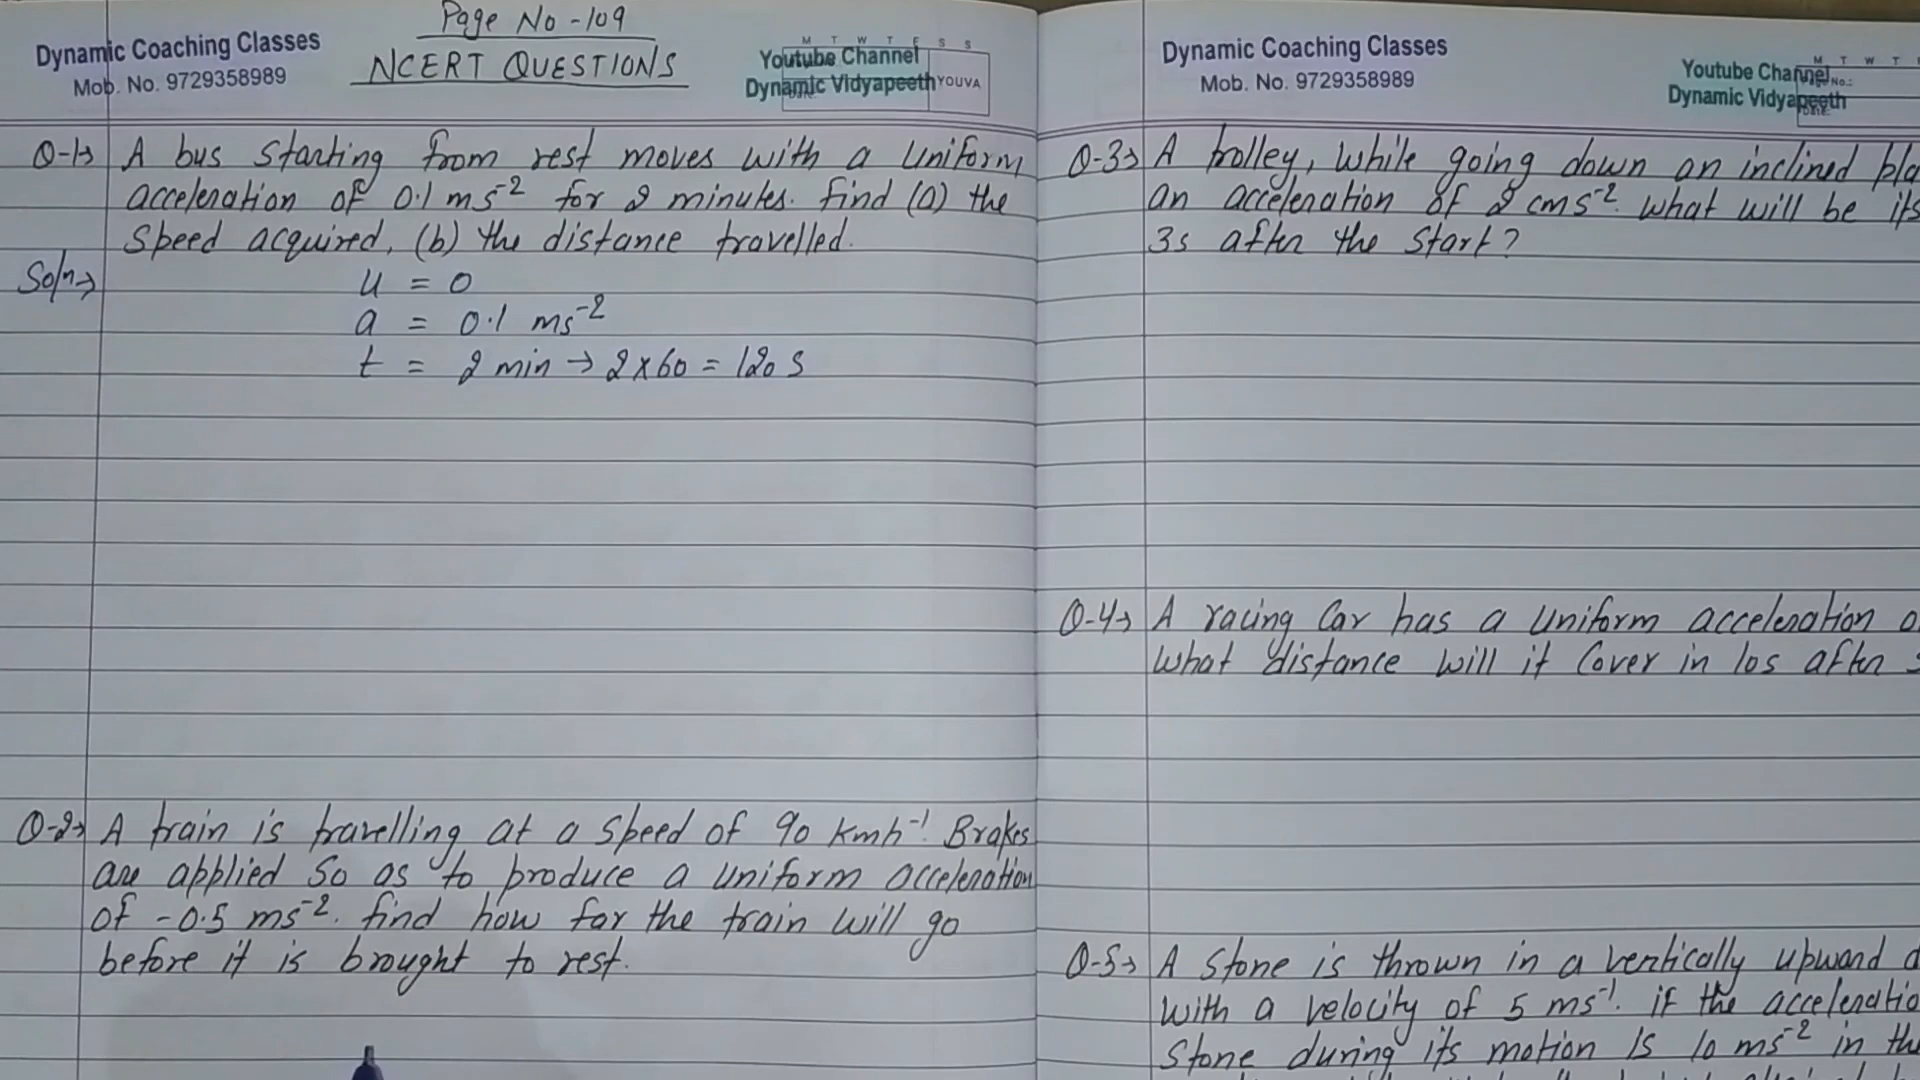 Page No - 109
NCERT QUESTIONS
Dynamic Coaching Classes
Mob. No. 9729358989
M T W T F S S
Youtube Channel
Dynamic Vidyapeeth YOUVA
Q-1→ A bus starting from rest moves with a uniform
acceleration of 0.1 ms⁻² for 2 minutes. find (a) the
speed acquired, (b) the distance travelled.
Soln→ u = 0
a = 0.1 ms⁻²
t = 2 min → 2×60 = 120 s
Q-2→ A train is travelling at a speed of 90 kmh⁻¹. Brakes
are applied so as to produce a uniform acceleration
of -0.5 ms⁻². find how far the train will go
before it is brought to rest.
Dynamic Coaching Classes
Mob. No. 9729358989
M T W T
Youtube Channel
Dynamic Vidyapeeth
Q-3→ A trolley, while going down an inclined pla
an acceleration of 2 cms⁻². what will be its
3s after the start?
Q-4→ A racing car has a uniform acceleration o
what distance will it cover in 10s after
Q-5→ A stone is thrown in a vertically upward d
with a velocity of 5 ms⁻¹. if the acceleratio
stone during its motion is 10 ms⁻² in th